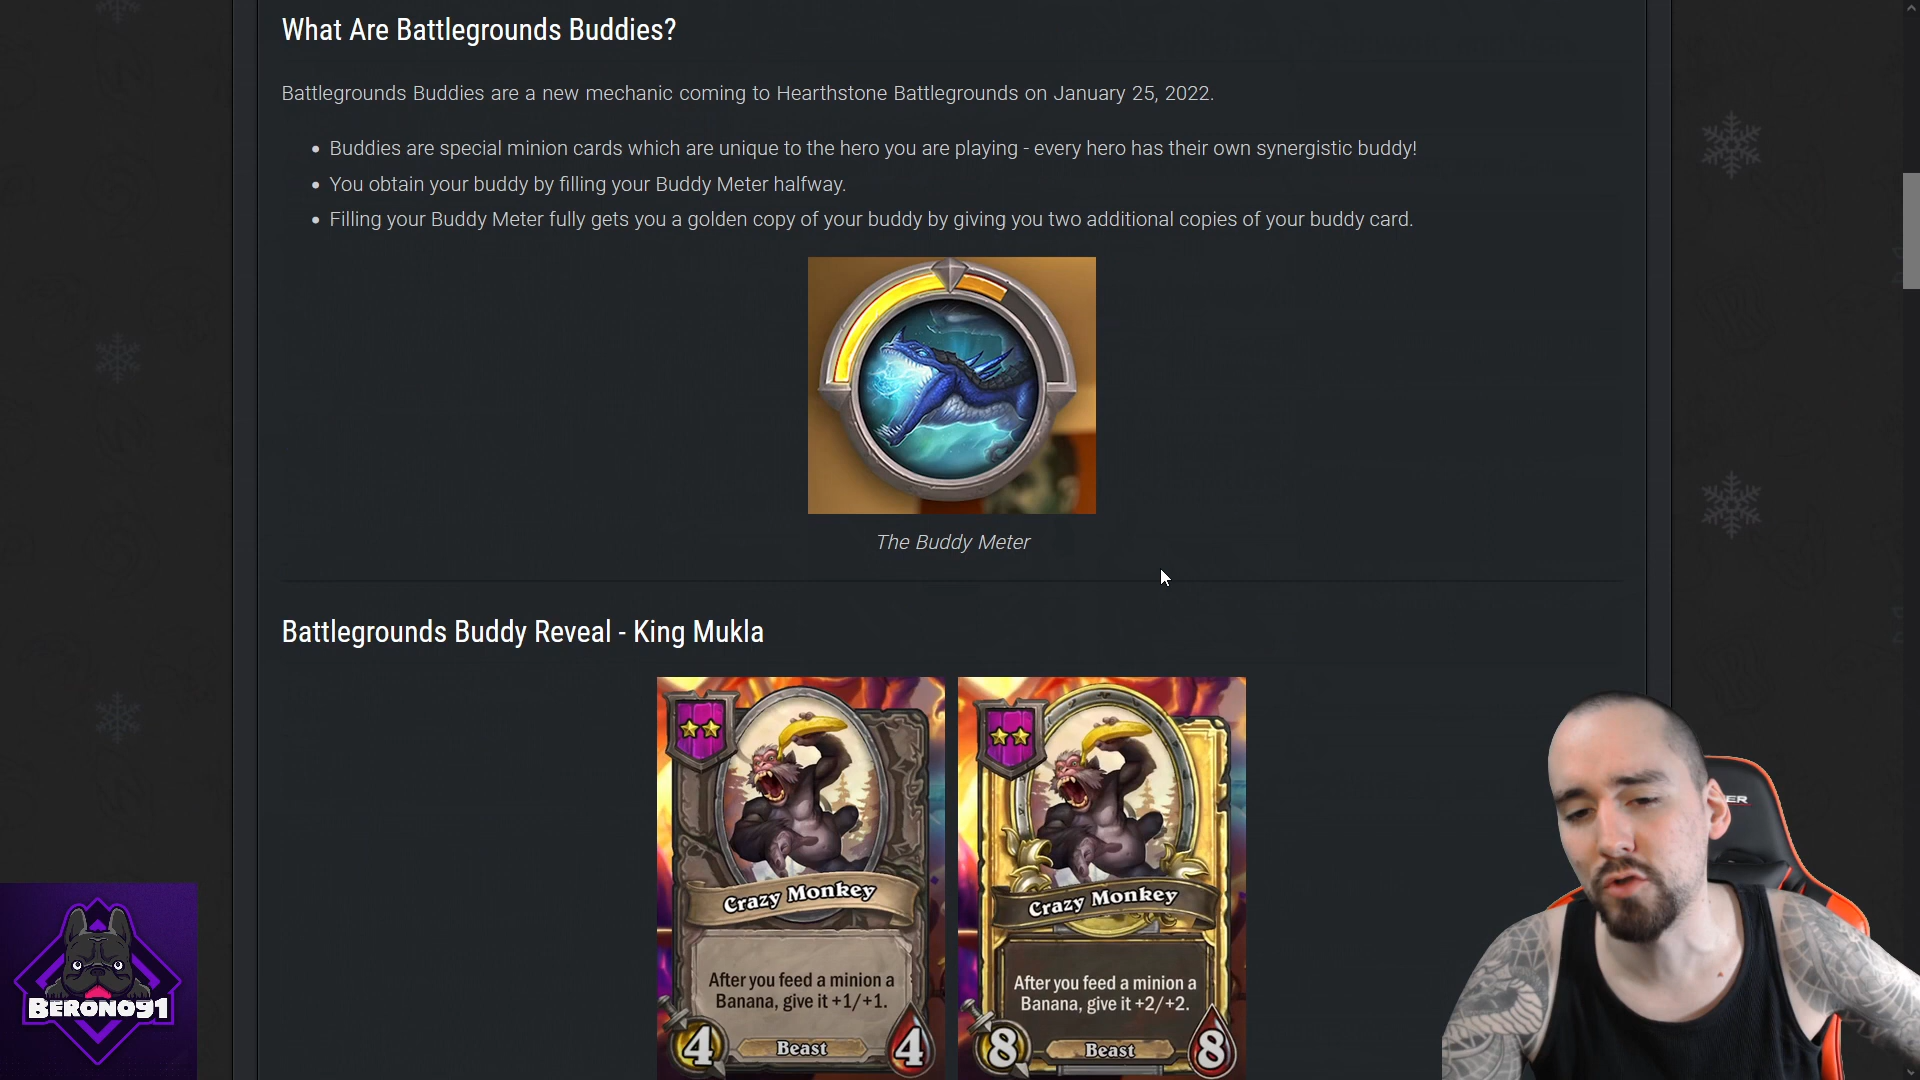 What Are Battlegrounds Buddies?
Battlegrounds Buddies are a new mechanic coming to Hearthstone Battlegrounds on January 25, 2022.
Buddies are special minion cards which are unique to the hero you are playing - every hero has their own synergistic buddy!
You obtain your buddy by filling your Buddy Meter halfway.
Filling your Buddy Meter fully gets you a golden copy of your buddy by giving you two additional copies of your buddy card.
The Buddy Meter
Battlegrounds Buddy Reveal - King Mukla
Crazy Monkey
After you feed a minion a
Banana, give it +1/+1.
4
Beast
4
Crazy Monkey
After you feed a minion a
Banana, give it +2/+2.
8
Beast
8
BERONO91